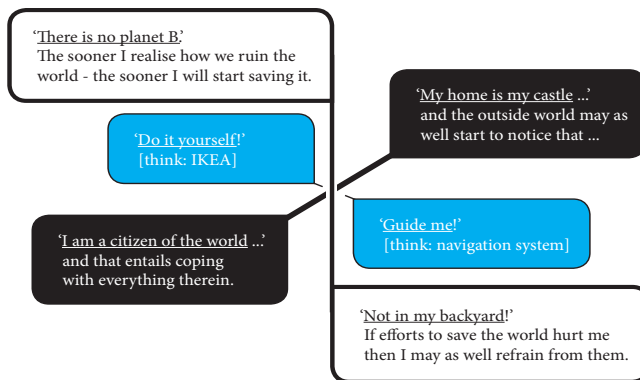 ‘There is no planet B.’
The sooner I realise how we ruin the
world - the sooner I will start saving it.
‘My home is my castle ...’
and the outside world may as
well start to notice that ...
‘Do it yourself!’
[think: IKEA]
‘Guide me!’
[think: navigation system]
‘I am a citizen of the world ...’
and that entails coping
with everything therein.
‘Not in my backyard!’
If efforts to save the world hurt me
then I may as well refrain from them.